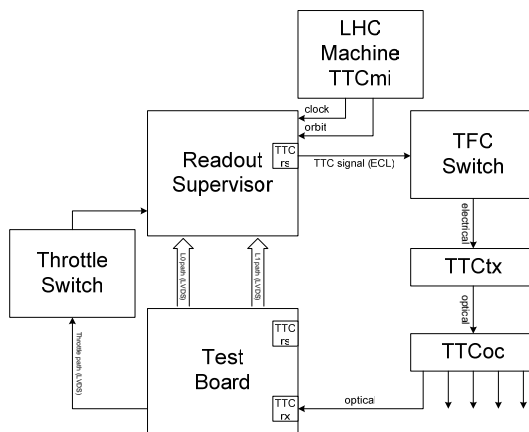 LHC
Machine
TTCmi
clock
orbit
Readout
Supervisor
TTC
rs
TTC signal (ECL)
TFC
Switch
electrical
Throttle
Switch
L0 path (LVDS)
L1 path (LVDS)
TTCtx
optical
Throttle path (LVDS)
Test
Board
TTC
rs
TTC
rx
optical
TTCoc